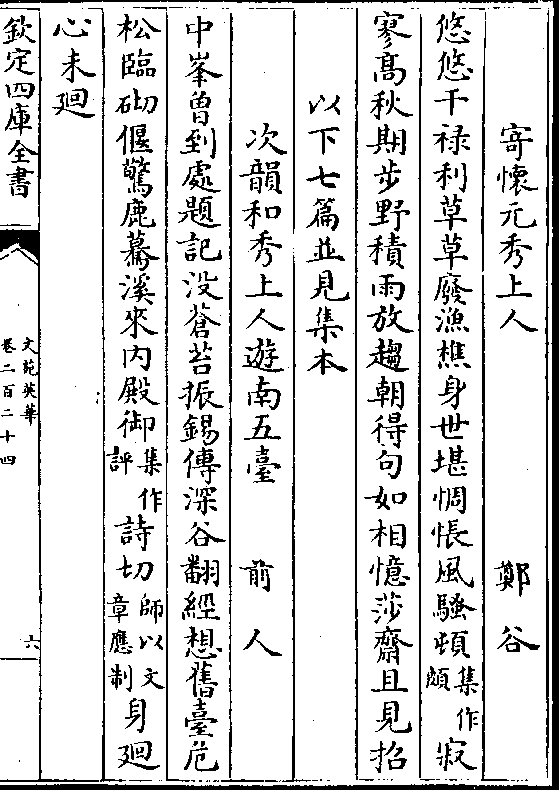 寄懷元秀上人　鄭谷
悠悠干祿利草草廢漁樵身世堪惆悵風騷頓集作頗寂
寥髙秋期步野積雨放趨朝得句如相憶莎齋且見招
以下七篇並見集本
次韻和秀上人遊南五臺　前人
中峯曾到處題記没蒼苔振錫傳深谷翻經想舊臺危
松臨砌偃驚鹿驀溪來内殿御集作評詩切師以文章應制身廻
心未廻
欽定四庫全書
文苑英華
卷二百二十四
六